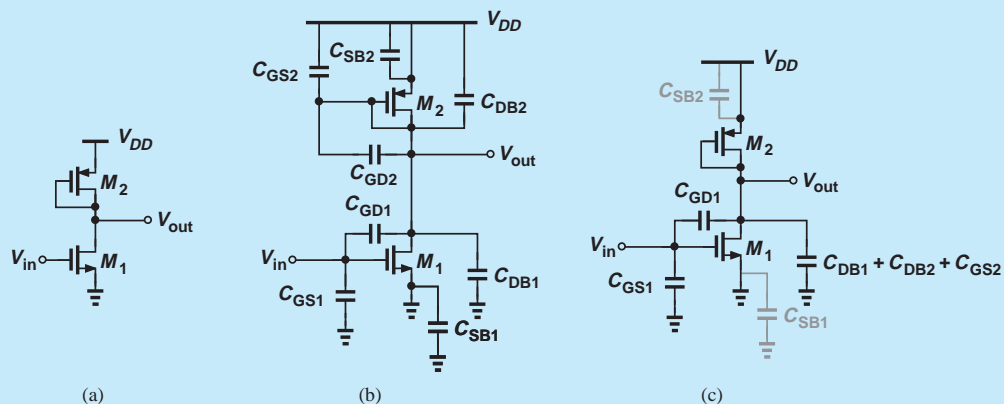 V_DD
M_2
V_out
V_in
M_1
(a)
V_DD
C_SB2
C_GS2
M_2
C_DB2
C_GD2
V_out
C_GD1
V_in
M_1
C_GS1
C_DB1
C_SB1
(b)
V_DD
C_SB2
M_2
V_out
C_GD1
V_in
M_1
C_GS1
C_DB1 + C_DB2 + C_GS2
C_SB1
(c)